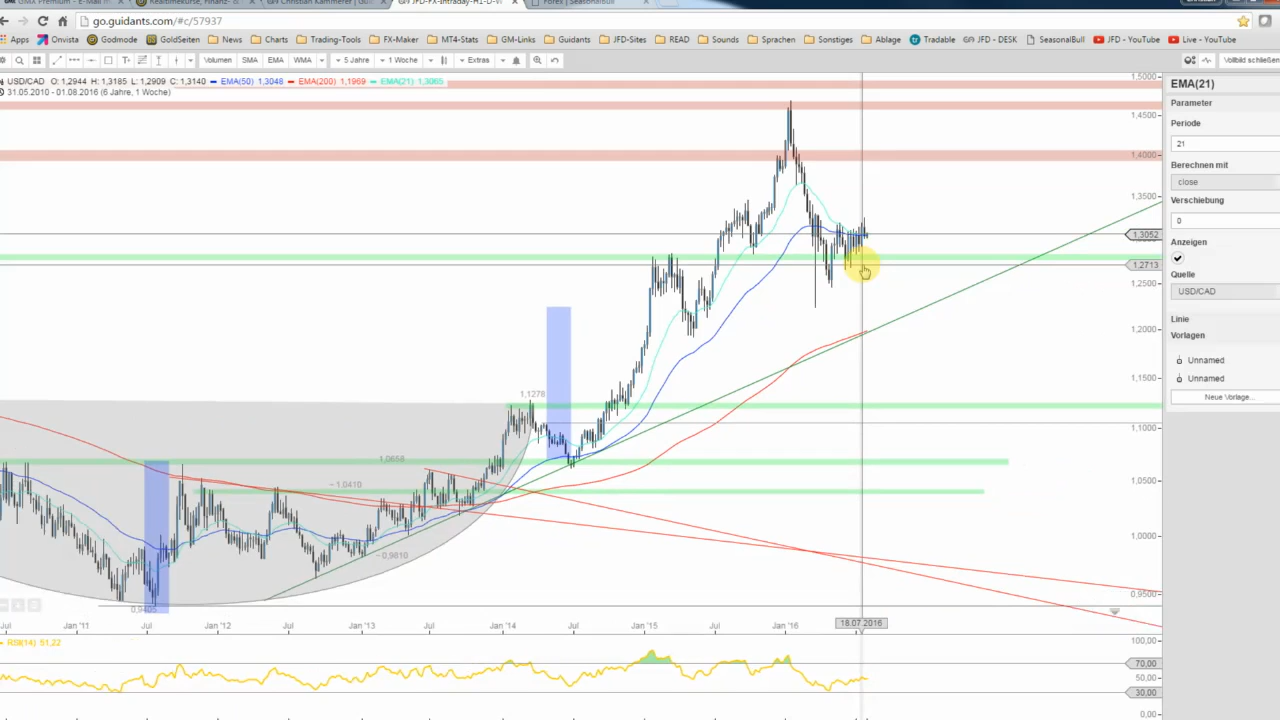 go.guidants.com/#c/57937
Apps Onvista Godmode GoldSeiten News Charts Trading-Tools FX-Maker MT4-Stats GM-Links Guidants JFD-Sites READ Sounds Sprachen Sonstiges Ablage Tradable JFD - DESK SeasonalBull JFD - YouTube Live - YouTube
Volumen SMA EMA WMA 5 Jahre 1 Woche Extras Vollbild schließen
USD/CAD O: 1,2944 H: 1,3185 L: 1,2909 C: 1,3140 EMA(50) 1,3048 EMA(200) 1,1969 EMA(21) 1,3065
31.05.2010 - 01.08.2016 (6 Jahre, 1 Woche)
1,5000
1,4500
1,4000
1,3500
1,3052
1,2713
1,2500
1,2000
1,1500
1,1278
1,1000
1,0658
1,0500
1,0410
1,0000
0,9810
0,9500
0,9405
Jul Jan '11 Jul Jan '12 Jul Jan '13 Jul Jan '14 Jul Jan '15 Jul Jan '16 18.07.2016
RSI(14) 51,22
100,00
70,00
50,00
30,00
0,00
EMA(21)
Parameter
Periode
21
Berechnen mit
close
Verschiebung
0
Anzeigen
Quelle
USD/CAD
Linie
Vorlagen
Unnamed
Unnamed
Neue Vorlage...